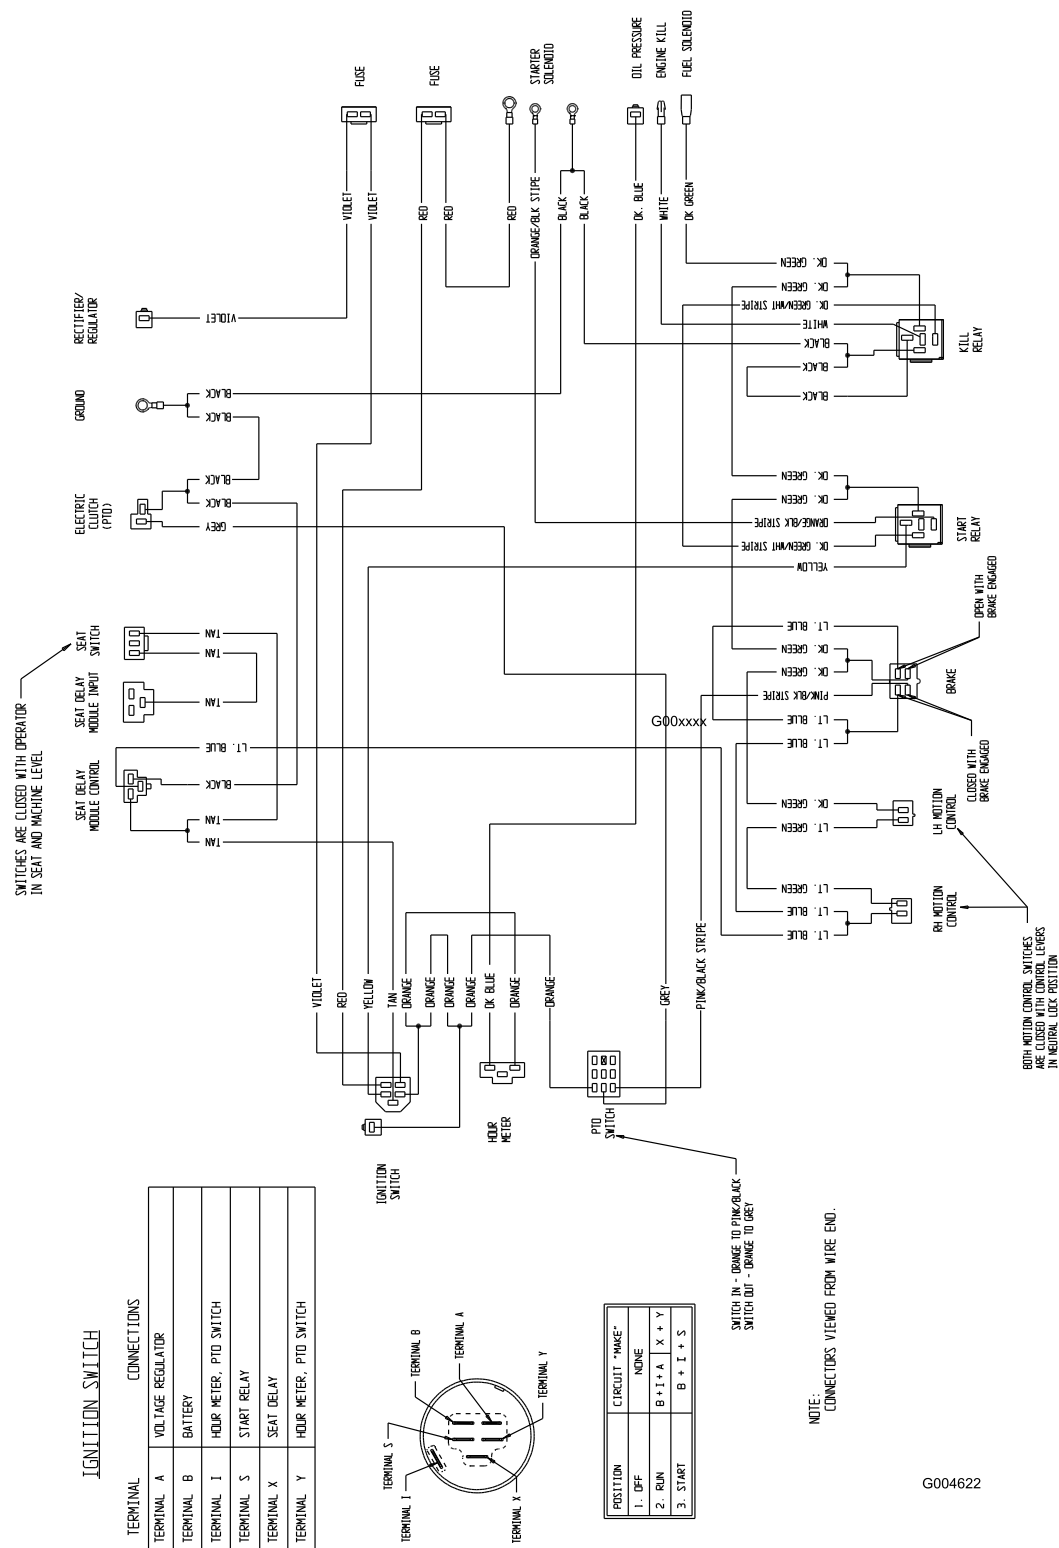 FUSE
FUSE
STARTER
SOLENOID
OIL PRESSURE
ENGINE KILL
FUEL SOLENOID
VIOLET
VIOLET
RED
RED
RED
ORANGE/BLK STIPE
BLACK
BLACK
DK. BLUE
WHITE
DK GREEN
RECTIFIER/
REGULATOR
VIOLET
GROUND
BLACK
BLACK
ELECTRIC
CLUTCH
(PTO)
BLACK
BLACK
GREY
SWITCHES ARE CLOSED WITH OPERATOR
IN SEAT AND MACHINE LEVEL
SEAT
SWITCH
TAN
TAN
SEAT DELAY
MODULE INPUT
TAN
SEAT DELAY
MODULE CONTROL
LT. BLUE
BLACK
TAN
TAN
DK. GREEN
DK. GREEN
DK. GREEN/WHT STRIPE
WHITE
BLACK
BLACK
BLACK
KILL
RELAY
DK. GREEN
DK. GREEN
ORANGE/BLK STRIPE
DK. GREEN/WHT STRIPE
YELLOW
START
RELAY
LT. BLUE
DK. GREEN
DK. GREEN
PINK/BLK STRIPE
LT. BLUE
LT. BLUE
G00xxxx
OPEN WITH
BRAKE ENGAGED
BRAKE
CLOSED WITH
BRAKE ENGAGED
DK. GREEN
LT. GREEN
LH MOTION
CONTROL
LT. GREEN
LT. BLUE
LT. BLUE
RH MOTION
CONTROL
BOTH MOTION CONTROL SWITCHES
ARE CLOSED WITH CONTROL LEVERS
IN NEUTRAL LOCK POSITION
VIOLET
RED
YELLOW
TAN
ORANGE
ORANGE
ORANGE
ORANGE
DK BLUE
ORANGE
ORANGE
GREY
PINK/BLACK STRIPE
IGNITION
SWITCH
HOUR
METER
PTO
SWITCH
SWITCH IN - ORANGE TO PINK/BLACK
SWITCH OUT - ORANGE TO GREY
IGNITION SWITCH
TERMINAL CONNECTIONS
TERMINAL A VOLTAGE REGULATOR
TERMINAL B BATTERY
TERMINAL I HOUR METER, PTO SWITCH
TERMINAL S START RELAY
TERMINAL X SEAT DELAY
TERMINAL Y HOUR METER, PTO SWITCH
TERMINAL I
TERMINAL S
TERMINAL B
TERMINAL A
TERMINAL X
TERMINAL Y
POSITION CIRCUIT "MAKE"
1. OFF NONE
2. RUN B+I+A X + Y
3. START B + I + S
NOTE:
CONNECTORS VIEWED FROM WIRE END.
G004622